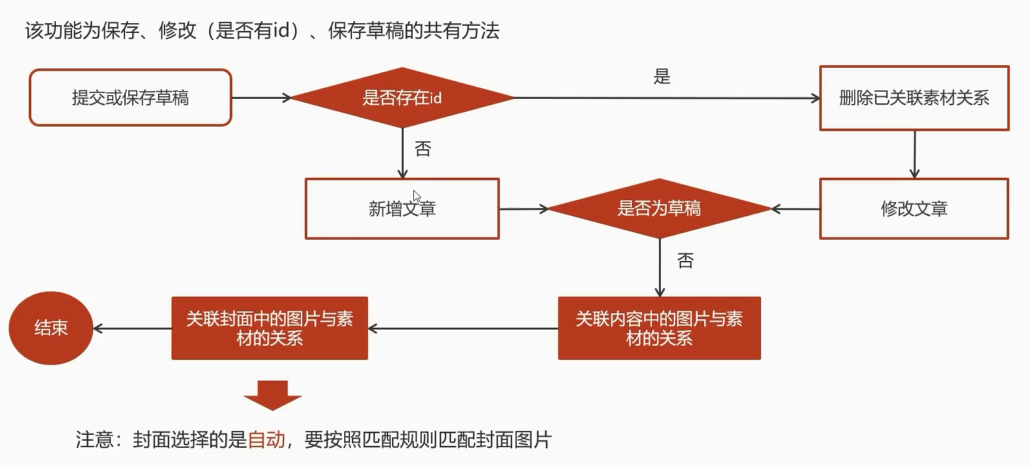 该功能为保存、修改（是否有id）、保存草稿的共有方法
提交或保存草稿
是否存在id
是
删除已关联素材关系
否
新增文章
是否为草稿
修改文章
否
结束
关联封面中的图片与素
材的关系
关联内容中的图片与素
材的关系
注意：封面选择的是自动，要按照匹配规则匹配封面图片